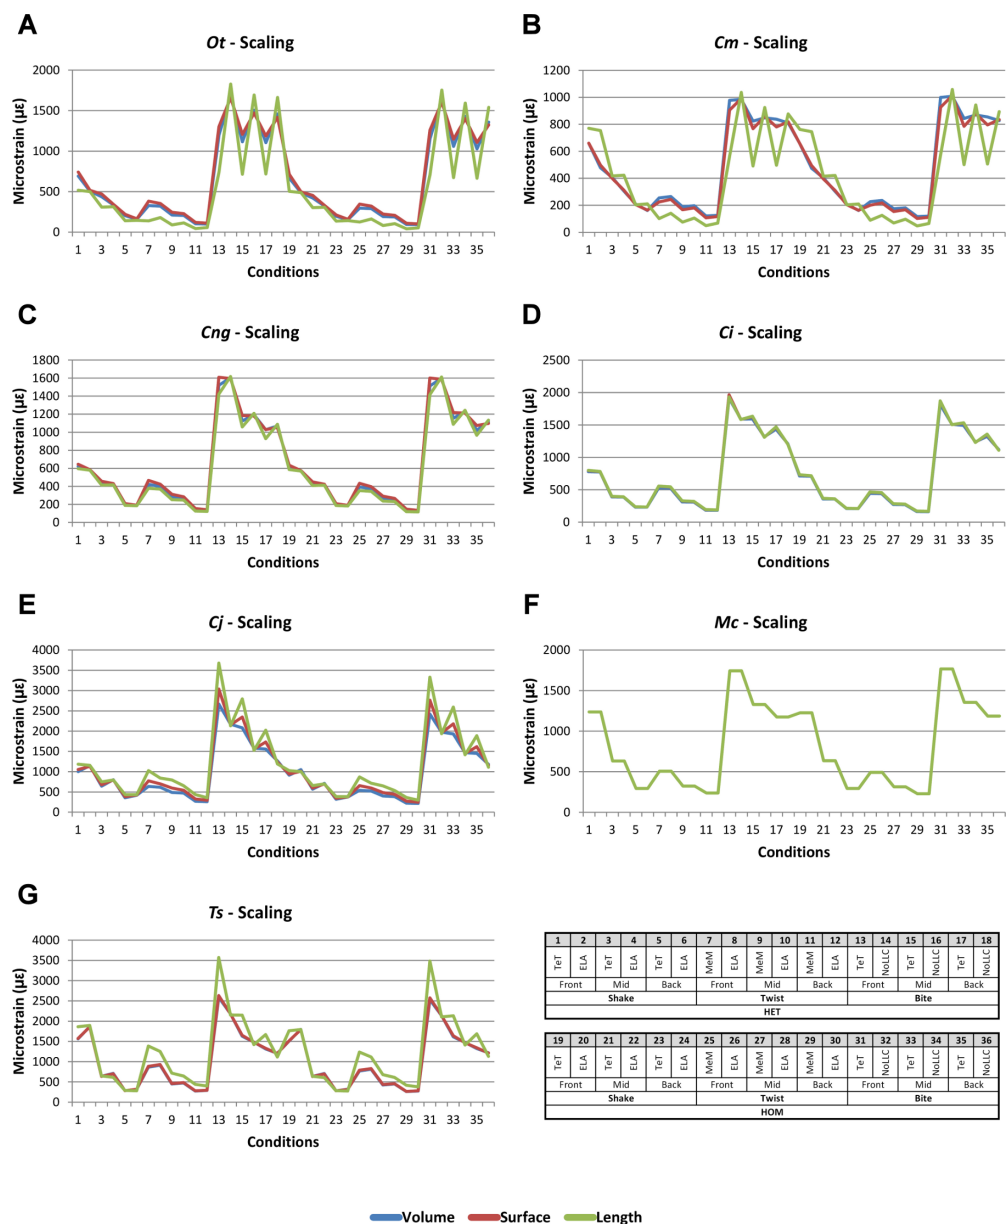 A
Ot - Scaling
Microstrain (με)
2000
1500
1000
500
0
1 3 5 7 9 11 13 15 17 19 21 23 25 27 29 31 33 35
Conditions
B
Cm - Scaling
Microstrain (με)
1200
1000
800
600
400
200
0
1 3 5 7 9 11 13 15 17 19 21 23 25 27 29 31 33 35
Conditions
C
Cng - Scaling
Microstrain (με)
1800
1600
1400
1200
1000
800
600
400
200
0
1 3 5 7 9 11 13 15 17 19 21 23 25 27 29 31 33 35
Conditions
D
Ci - Scaling
Microstrain (με)
2500
2000
1500
1000
500
0
1 3 5 7 9 11 13 15 17 19 21 23 25 27 29 31 33 35
Conditions
E
Cj - Scaling
Microstrain (με)
4000
3500
3000
2500
2000
1500
1000
500
0
1 3 5 7 9 11 13 15 17 19 21 23 25 27 29 31 33 35
Conditions
F
Mc - Scaling
Microstrain (με)
2000
1500
1000
500
0
1 3 5 7 9 11 13 15 17 19 21 23 25 27 29 31 33 35
Conditions
G
Ts - Scaling
Microstrain (με)
4000
3500
3000
2500
2000
1500
1000
500
0
1 3 5 7 9 11 13 15 17 19 21 23 25 27 29 31 33 35
Conditions
1 2 3 4 5 6 7 8 9 10 11 12 13 14 15 16 17 18
TeT ELA TeT ELA TeT ELA MeM ELA MeM ELA MeM ELA TeT NoLLC TeT NoLLC TeT NoLLC
Front Mid Back Front Mid Back Front Mid Back
Shake Twist Bite
HET
19 20 21 22 23 24 25 26 27 28 29 30 31 32 33 34 35 36
TeT ELA TeT ELA TeT ELA MeM ELA MeM ELA MeM ELA TeT NoLLC TeT NoLLC TeT NoLLC
Front Mid Back Front Mid Back Front Mid Back
Shake Twist Bite
HOM
Volume Surface Length